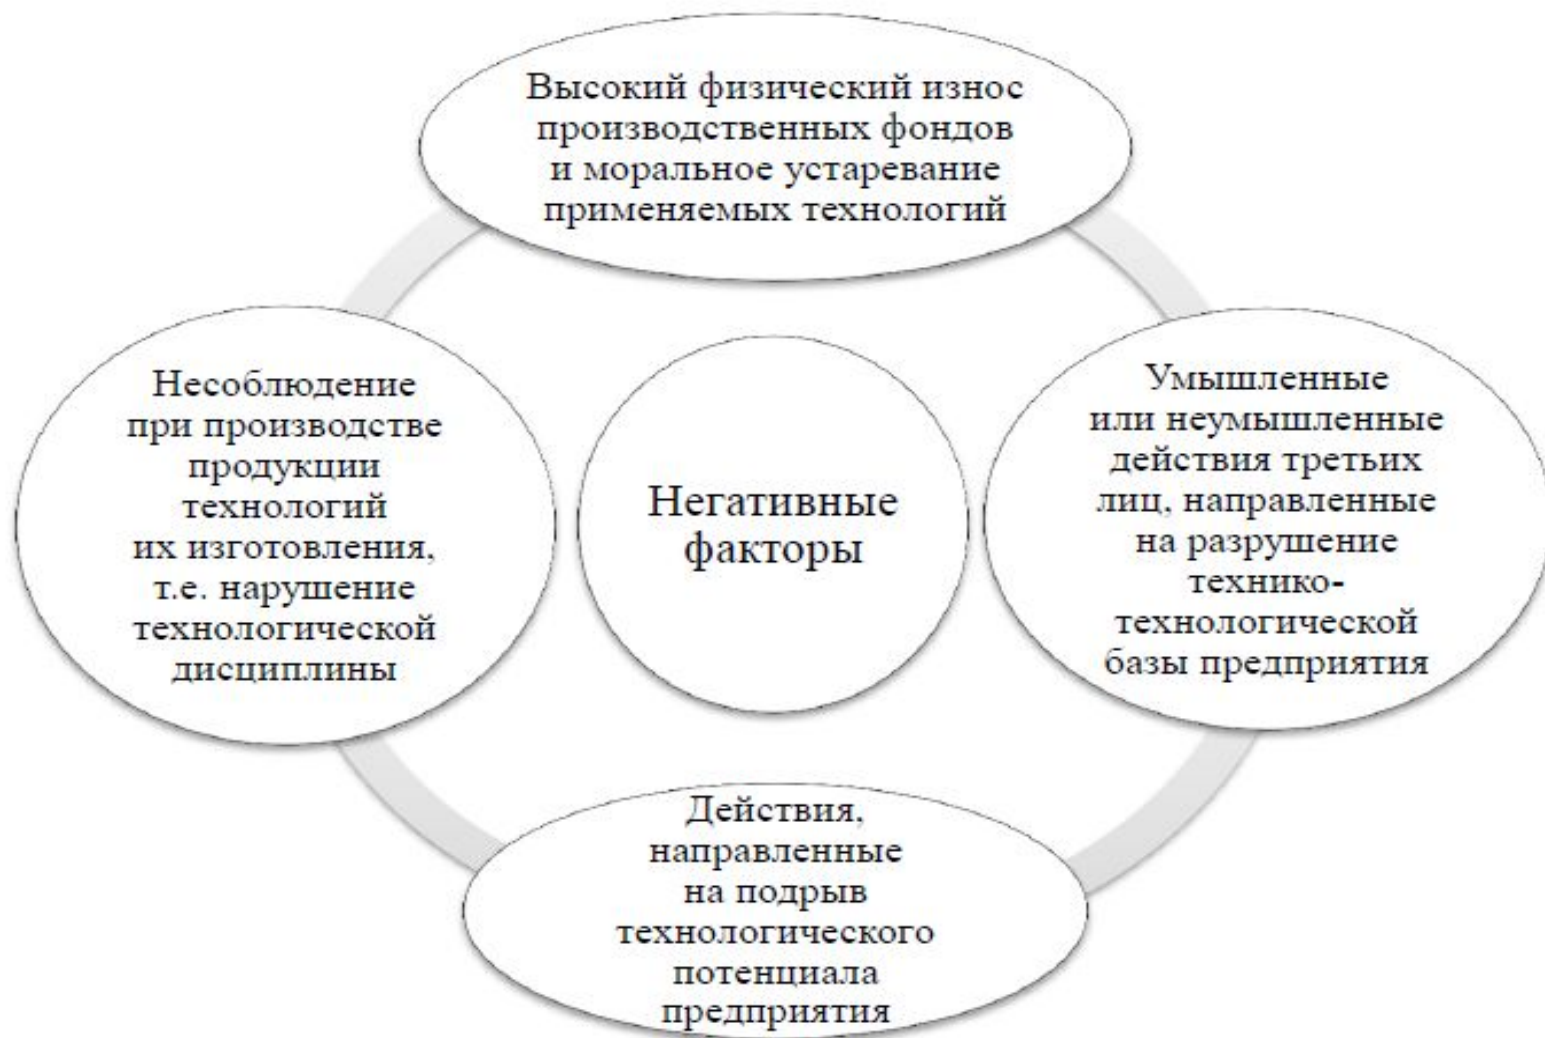 Высокий физический износ
производственных фондов
и моральное устаревание
применяемых технологий
Несоблюдение
при производстве
продукции
технологий
их изготовления,
т.е. нарушение
технологической
дисциплины
Негативные
факторы
Умышленные
или неумышленные
действия третьих
лиц, направленные
на разрушение
технико-
технологической
базы предприятия
Действия,
направленные
на подрыв
технологического
потенциала
предприятия